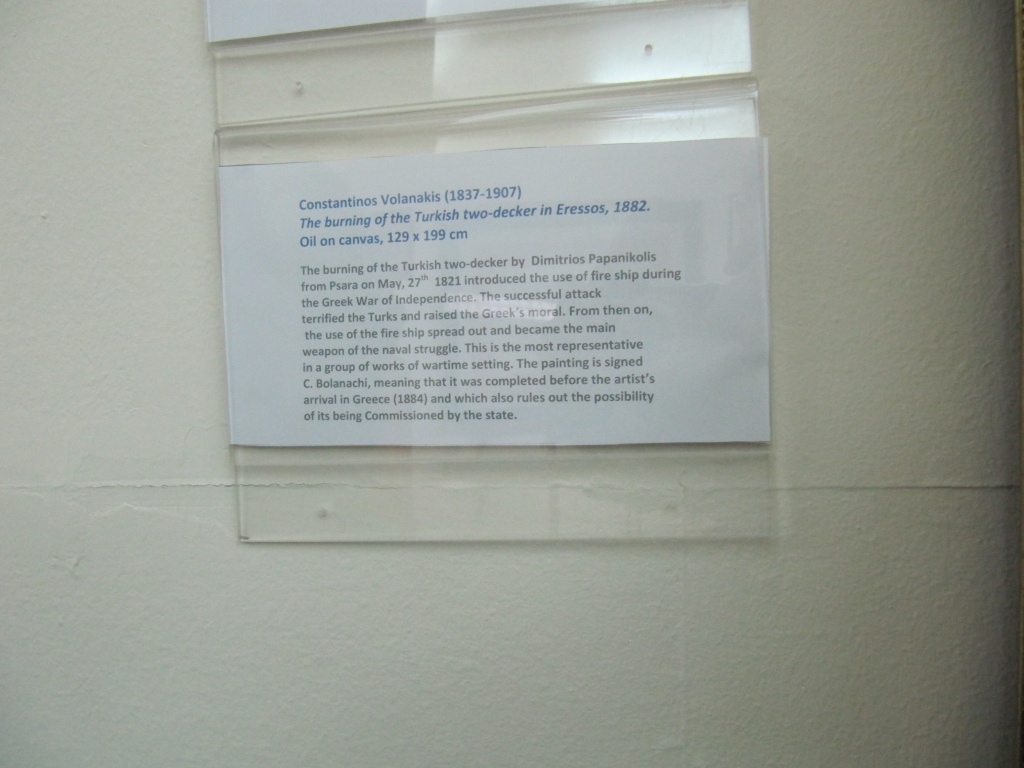 Constantinos Volanakis (1837-1907)
The burning of the Turkish two-decker in Eressos, 1882.
Oil on canvas, 129 x 199 cm
The burning of the Turkish two-decker by Dimitrios Papanikolis
from Psara on May, 27th 1821 introduced the use of fire ship during
the Greek War of Independence. The successful attack
terrified the Turks and raised the Greek's moral. From then on,
the use of the fire ship spread out and became the main
weapon of the naval struggle. This is the most representative
in a group of works of wartime setting. The painting is signed
C. Bolanachi, meaning that it was completed before the artist's
arrival in Greece (1884) and which also rules out the possibility
of its being Commissioned by the state.